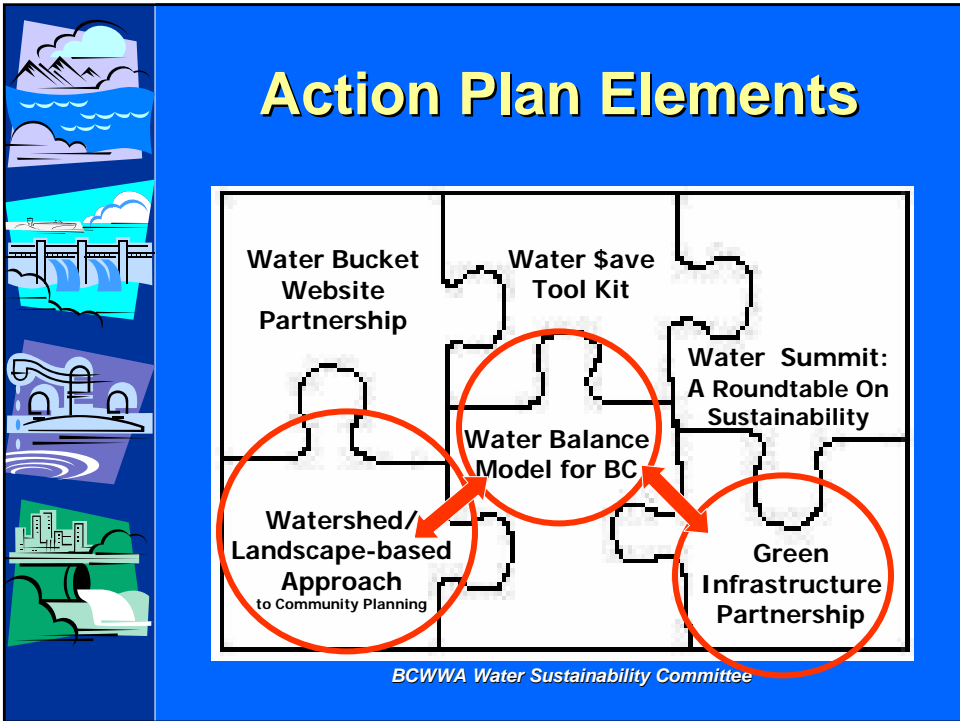 Action Plan Elements
Water Bucket
Website
Partnership
Water $ave
Tool Kit
Water Summit:
A Roundtable On
Sustainability
Watershed/
Landscape-based
Approach
to Community Planning
Water Balance
Model for BC
Green
Infrastructure
Partnership
BCWWA Water Sustainability Committee